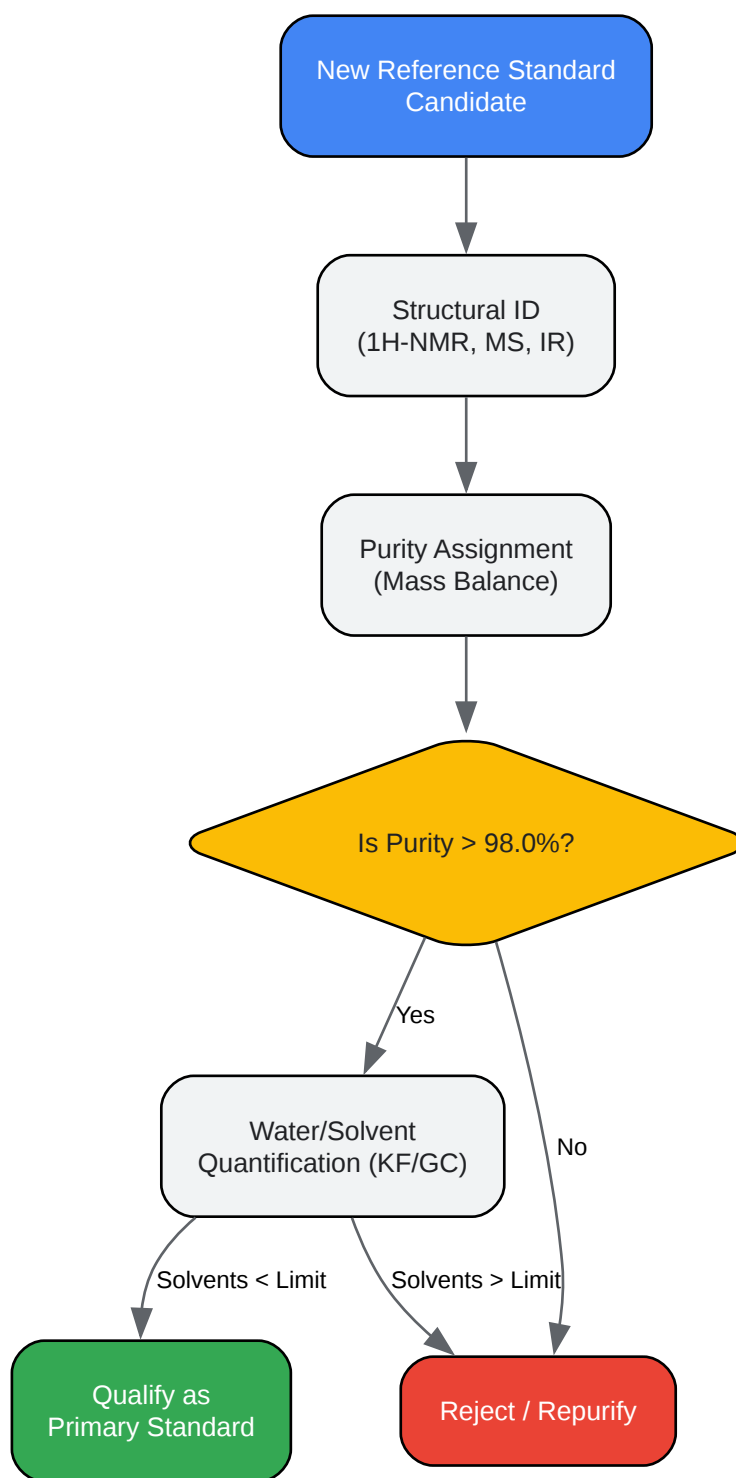 New Reference Standard
Candidate
Structural ID
(1H-NMR, MS, IR)
Purity Assignment
(Mass Balance)
Is Purity > 98.0%?
Yes
Water/Solvent
Quantification (KF/GC)
No
Solvents < Limit
Solvents > Limit
Qualify as
Primary Standard
Reject / Repurify